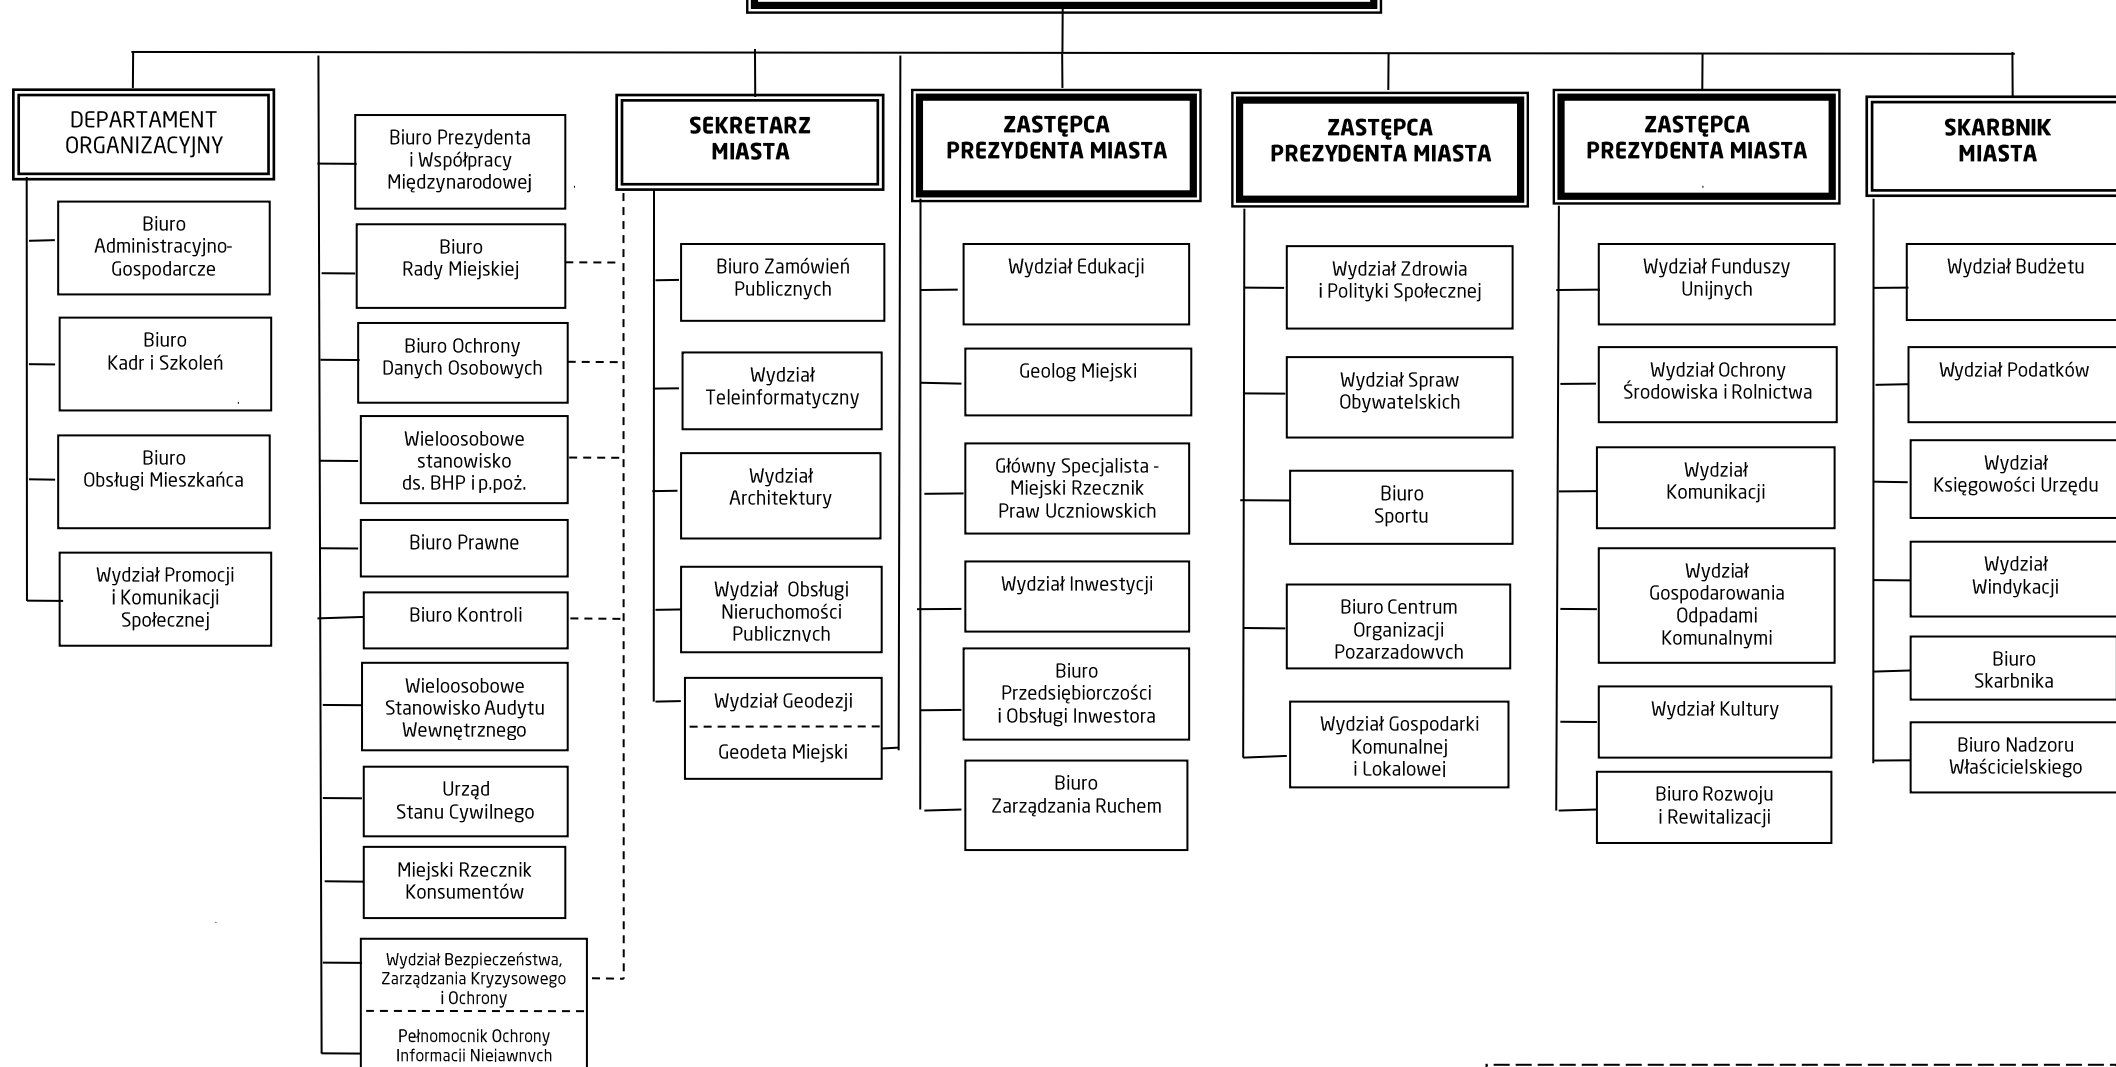 DEPARTAMENT
ORGANIZACYJNY
Biuro
Administracyjno-
Gospodarcze
Biuro
Kadr i Szkoleń
Biuro
Obsługi Mieszkańca
Wydział Promocji
i Komunikacji
Społecznej
Biuro Prezydenta
i Współpracy
Międzynarodowej
Biuro
Rady Miejskiej
Biuro Ochrony
Danych Osobowych
Wieloosobowe
stanowisko
ds. BHP i p.poż.
Biuro Prawne
Biuro Kontroli
Wieloosobowe
Stanowisko Audytu
Wewnętrznego
Urząd
Stanu Cywilnego
Miejski Rzecznik
Konsumentów
Wydział Bezpieczeństwa,
Zarządzania Kryzysowego
i Ochrony
Pełnomocnik Ochrony
Informacji Niejawnych
SEKRETARZ
MIASTA
Biuro Zamówień
Publicznych
Wydział
Teleinformatyczny
Wydział
Architektury
Wydział Obsługi
Nieruchomości
Publicznych
Wydział Geodezji
Geodeta Miejski
ZASTĘPCA
PREZYDENTA MIASTA
Wydział Edukacji
Geolog Miejski
Główny Specjalista -
Miejski Rzecznik
Praw Uczniowskich
Wydział Inwestycji
Biuro
Przedsiębiorczości
i Obsługi Inwestora
Biuro
Zarządzania Ruchem
ZASTĘPCA
PREZYDENTA MIASTA
Wydział Zdrowia
i Polityki Społecznej
Wydział Spraw
Obywatelskich
Biuro
Sportu
Biuro Centrum
Organizacji
Pozarządowych
Wydział Gospodarki
Komunalnej
i Lokalowej
ZASTĘPCA
PREZYDENTA MIASTA
Wydział Funduszy
Unijnych
Wydział Ochrony
Środowiska i Rolnictwa
Wydział
Komunikacji
Wydział
Gospodarowania
Odpadami
Komunalnymi
Wydział Kultury
Biuro Rozwoju
i Rewitalizacji
SKARBNIK
MIASTA
Wydział Budżetu
Wydział Podatków
Wydział
Księgowości Urzędu
Wydział
Windykacji
Biuro
Skarbnika
Biuro Nadzoru
Właścicielskiego